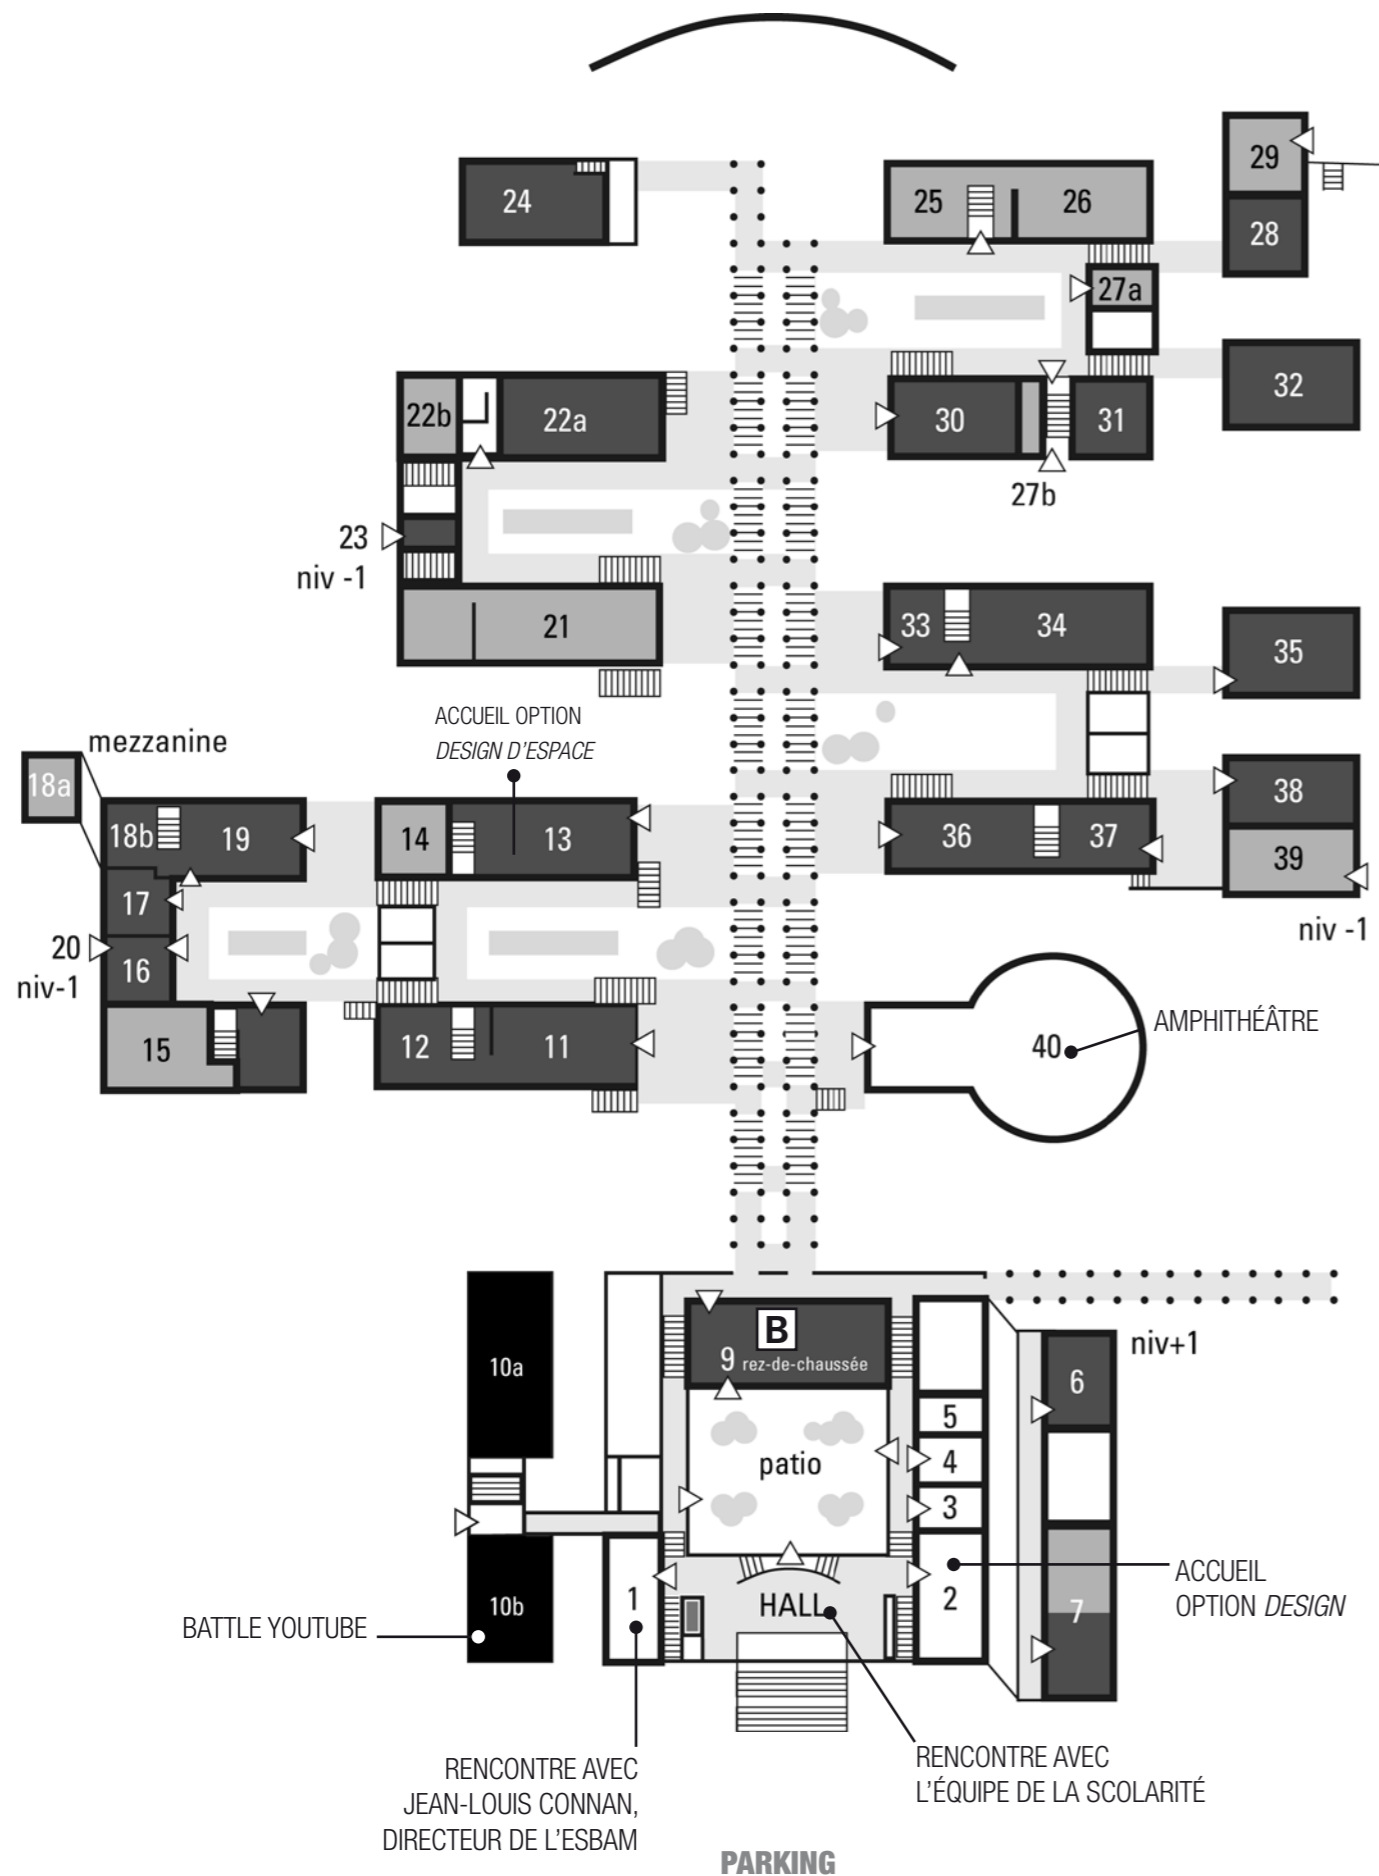 29
24
25
26
28
27a
32
22b
22a
30
31
27b
23
niv -1
21
33
34
35
ACCUEIL OPTION
DESIGN D'ESPACE
mezzanine
18a
18b
19
14
13
36
37
38
39
niv -1
17
20
niv-1
16
15
12
11
40
AMPHITHÉÂTRE
B
9 rez-de-chaussée
niv+1
10a
6
5
4
patio
3
10b
1
HALL
2
7
ACCUEIL
OPTION DESIGN
BATTLE YOUTUBE
RENCONTRE AVEC
JEAN-LOUIS CONNAN,
DIRECTEUR DE L'ESBAM
RENCONTRE AVEC
L'ÉQUIPE DE LA SCOLARITÉ
PARKING